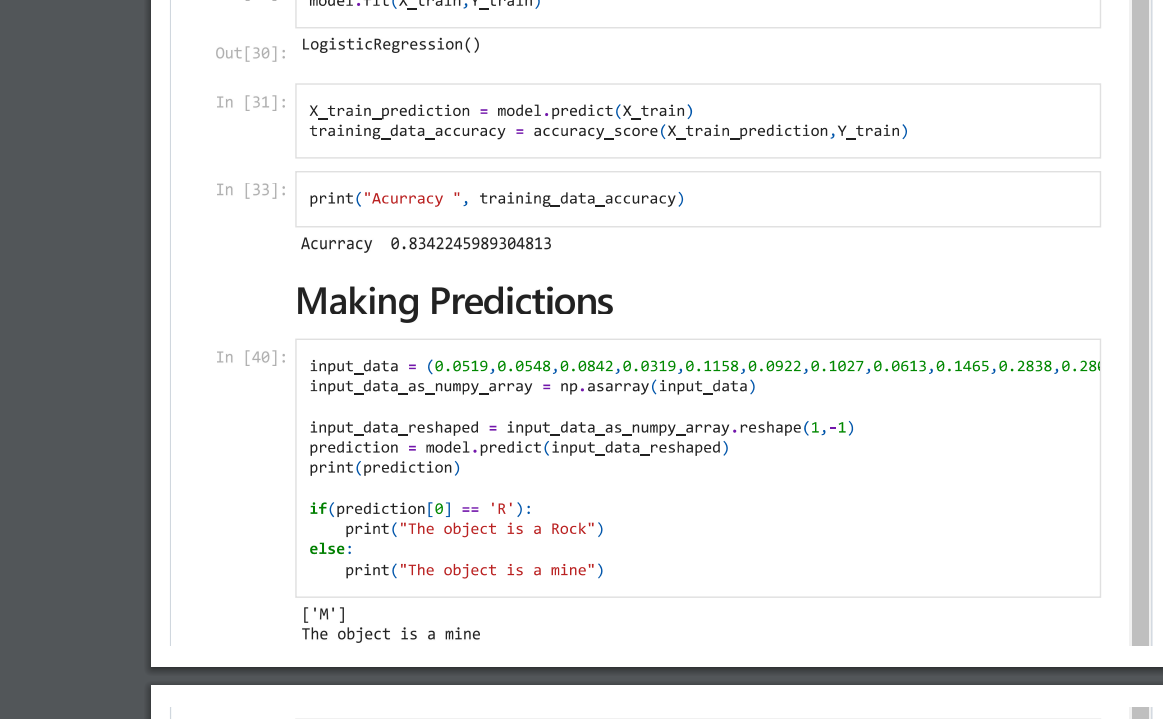 model.fit(X_train,Y_train)
Out[30]: LogisticRegression()
In [31]:
X_train_prediction = model.predict(X_train)
training_data_accuracy = accuracy_score(X_train_prediction,Y_train)
In [33]:
print("Acurracy ", training_data_accuracy)
Acurracy  0.8342245989304813
Making Predictions
In [40]:
input_data = (0.0519,0.0548,0.0842,0.0319,0.1158,0.0922,0.1027,0.0613,0.1465,0.2838,0.280
input_data_as_numpy_array = np.asarray(input_data)
input_data_reshaped = input_data_as_numpy_array.reshape(1,-1)
prediction = model.predict(input_data_reshaped)
print(prediction)
if(prediction[0] == 'R'):
    print("The object is a Rock")
else:
    print("The object is a mine")
['M']
The object is a mine